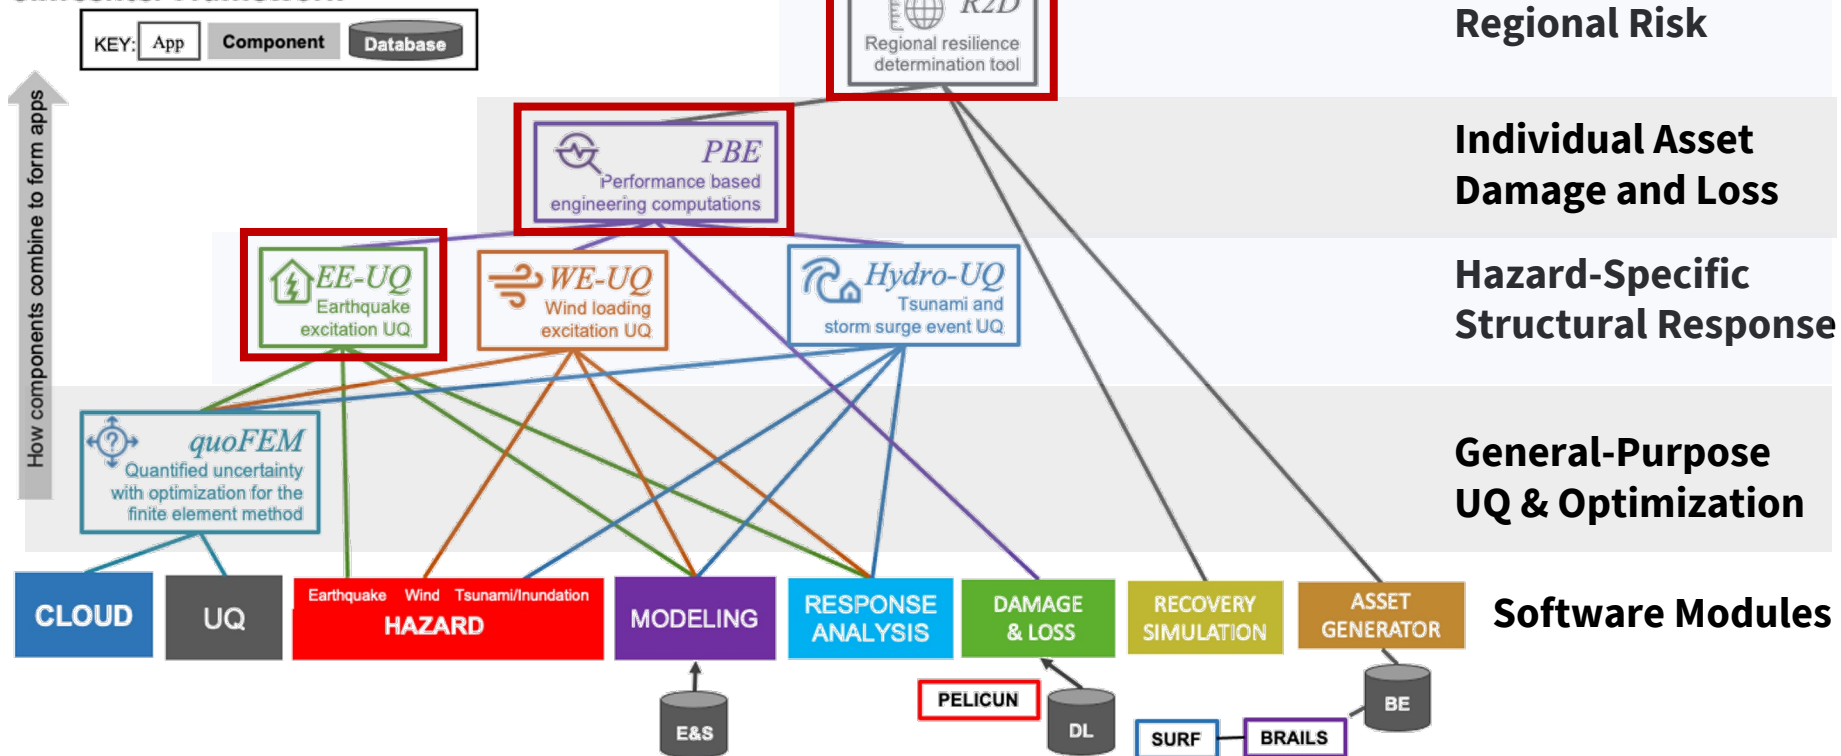 KEY: App Component Database
How components combine to form apps
R2D
Regional resilience
determination tool
Regional Risk
PBE
Performance based
engineering computations
Individual Asset
Damage and Loss
EE-UQ
Earthquake
excitation UQ
WE-UQ
Wind loading
excitation UQ
Hydro-UQ
Tsunami and
storm surge event UQ
Hazard-Specific
Structural Response
quoFEM
Quantified uncertainty
with optimization for the
finite element method
General-Purpose
UQ & Optimization
CLOUD
UQ
Earthquake Wind Tsunami/Inundation
HAZARD
MODELING
RESPONSE
ANALYSIS
DAMAGE
& LOSS
RECOVERY
SIMULATION
ASSET
GENERATOR
Software Modules
E&S
PELICUN
DL
SURF
BRAILS
BE